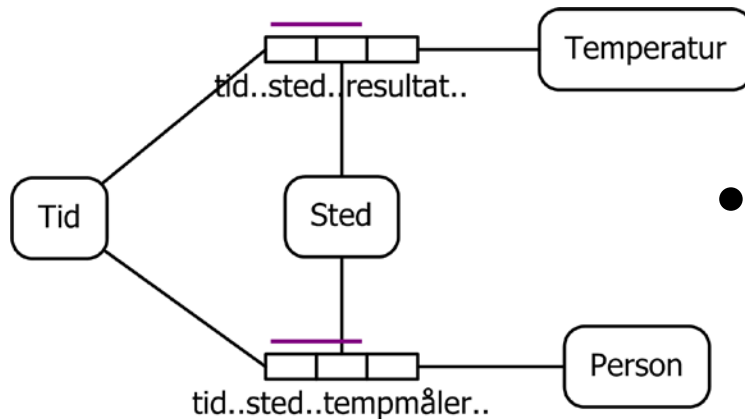 Temperatur
tid..sted..resultat..
Tid
Sted
Person
tid..sted..tempmåler..